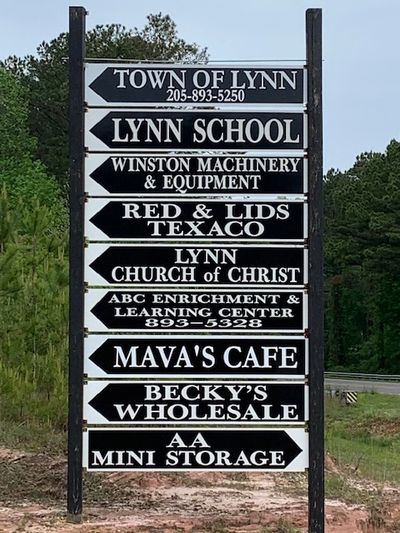 TOWN OF LYNN
205-893-5250
LYNN SCHOOL
WINSTON MACHINERY
& EQUIPMENT
RED & LIDS
TEXACO
LYNN
CHURCH of CHRIST
ABC ENRICHMENT &
LEARNING CENTER
893-5328
MAVA'S CAFE
BECKY'S
WHOLESALE
AA
MINI STORAGE